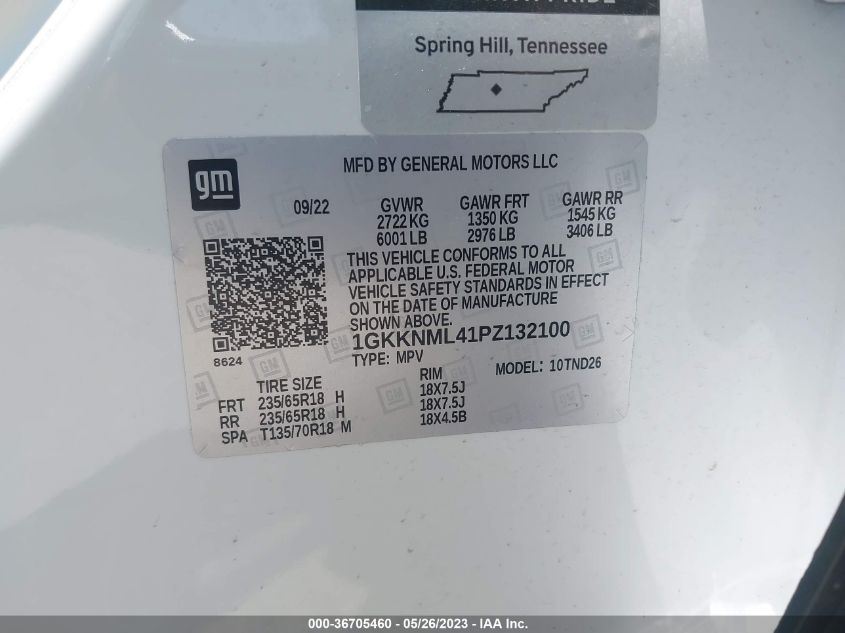 Spring Hill, Tennessee
gm
MFD BY GENERAL MOTORS LLC
09/22 GVWR GAWR FRT GAWR RR
2722 KG 1350 KG 1545 KG
6001 LB 2976 LB 3406 LB
THIS VEHICLE CONFORMS TO ALL
APPLICABLE U.S. FEDERAL MOTOR
VEHICLE SAFETY STANDARDS IN EFFECT
ON THE DATE OF MANUFACTURE
SHOWN ABOVE.
1GKKNML41PZ132100
8624
TYPE: MPV MODEL: 10TND26
TIRE SIZE RIM
FRT 235/65R18 H 18X7.5J
RR 235/65R18 H 18X7.5J
SPA T135/70R18 M 18X4.5B
000-36705460 - 05/26/2023 - IAA Inc.